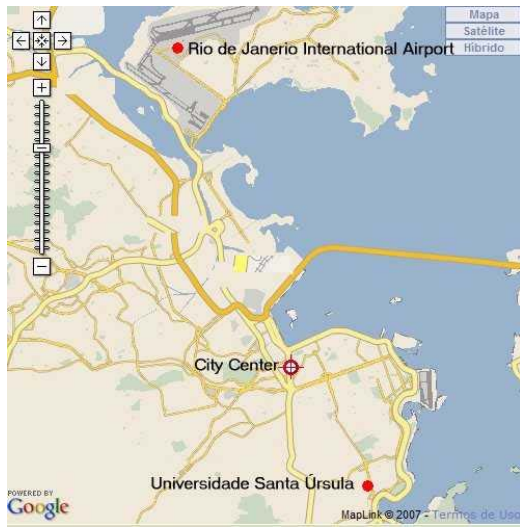 Mapa
Satélite
Híbrido
Rio de Janerio International Airport
City Center
Universidade Santa Úrsula
POWERED BY
Google
MapLink © 2007 - Termos de Uso